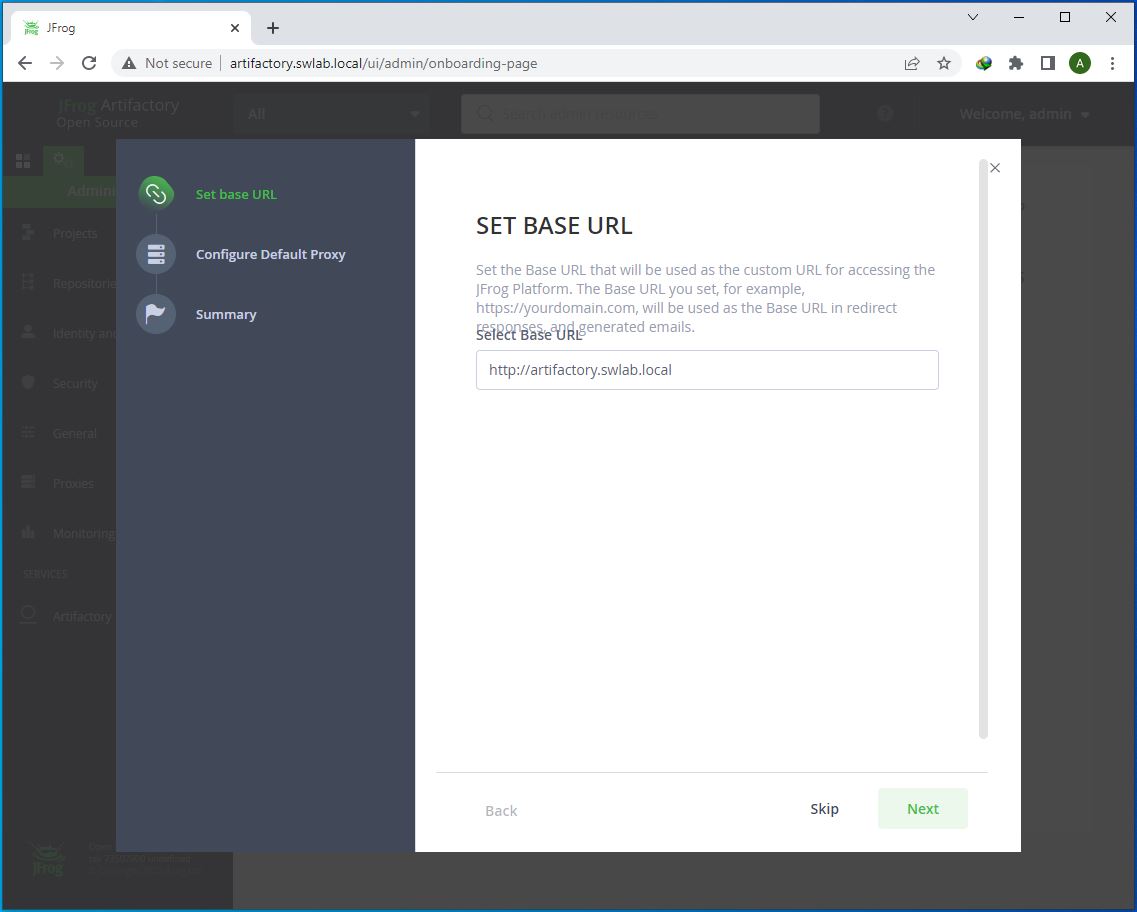 JFrog
Not secure
artifactory.swlab.local/ui/admin/onboarding-page
A
JFrog Artifactory
Open Source
All
Search admin resources
Welcome, admin
Admini
Projects
Repositorie
Identity and
Security
General
Proxies
Monitoring
SERVICES
Artifactory
JFrog
Open
Set base URL
Configure Default Proxy
Summary
SET BASE URL
Set the Base URL that will be used as the custom URL for accessing the
JFrog Platform. The Base URL you set, for example,
https://yourdomain.com, will be used as the Base URL in redirect
responses, and generated emails.
Select Base URL
http://artifactory.swlab.local
Back
Skip
Next